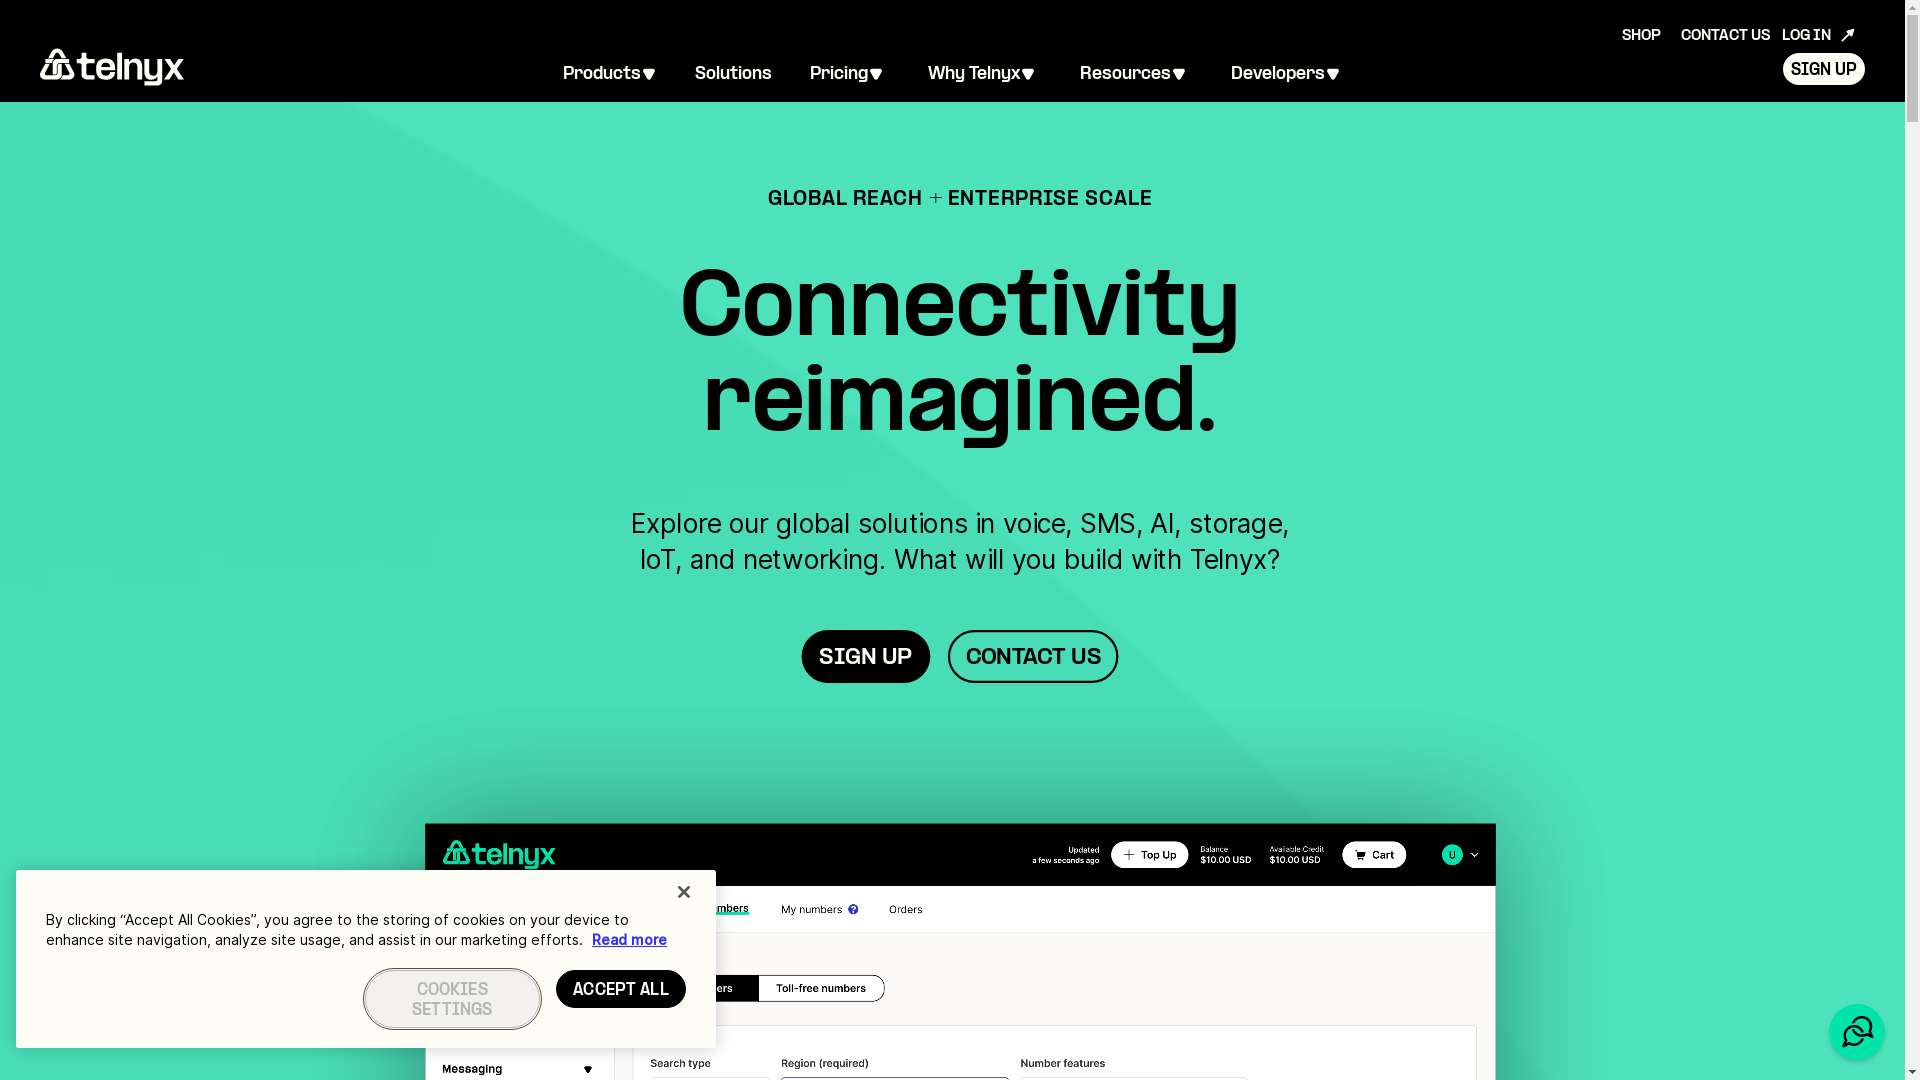 SHOP CONTACT US LOG IN
telnyx Products Solutions Pricing Why Telnyx Resources Developers SIGN UP
GLOBAL REACH + ENTERPRISE SCALE
Connectivity
reimagined.
Explore our global solutions in voice, SMS, AI, storage,
IoT, and networking. What will you build with Telnyx?
SIGN UP CONTACT US
telnyx
Updated
a few seconds ago
Top Up
Balance
$10.00 USD
Available Credit
$10.00 USD
Cart
U
My numbers ? Orders
Toll-free numbers
Search type Region (required) Number features
Messaging
By clicking “Accept All Cookies”, you agree to the storing of cookies on your device to
enhance site navigation, analyze site usage, and assist in our marketing efforts. Read more
COOKIES
SETTINGS
ACCEPT ALL